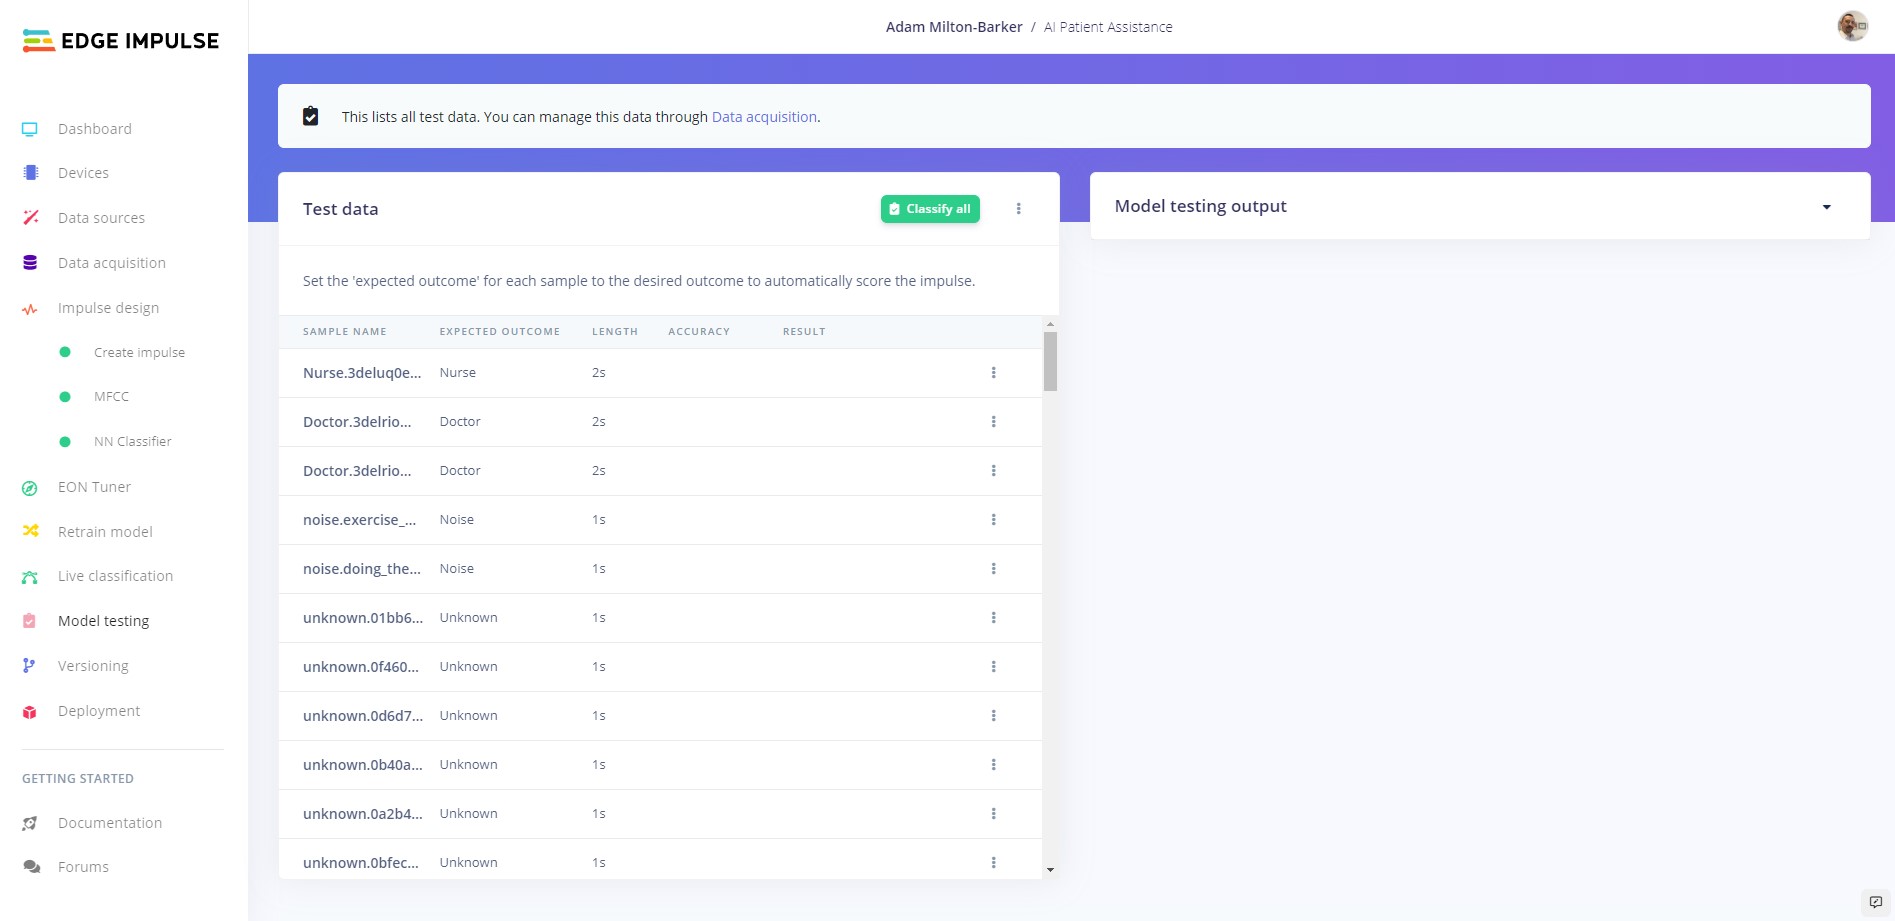 EDGE IMPULSE
Adam Milton-Barker / AI Patient Assistance
Dashboard
Devices
Data sources
Data acquisition
Impulse design
Create impulse
MFCC
NN Classifier
EON Tuner
Retrain model
Live classification
Model testing
Versioning
Deployment
GETTING STARTED
Documentation
Forums
This lists all test data. You can manage this data through Data acquisition.
Test data
Classify all
Set the 'expected outcome' for each sample to the desired outcome to automatically score the impulse.
SAMPLE NAME EXPECTED OUTCOME LENGTH ACCURACY RESULT
Nurse.3deluq0e... Nurse 2s
Doctor.3delrio... Doctor 2s
Doctor.3delrio... Doctor 2s
noise.exercise_... Noise 1s
noise.doing_the... Noise 1s
unknown.01bb6... Unknown 1s
unknown.0f460... Unknown 1s
unknown.0d6d7... Unknown 1s
unknown.0b40a... Unknown 1s
unknown.0a2b4... Unknown 1s
unknown.0bfec... Unknown 1s
Model testing output